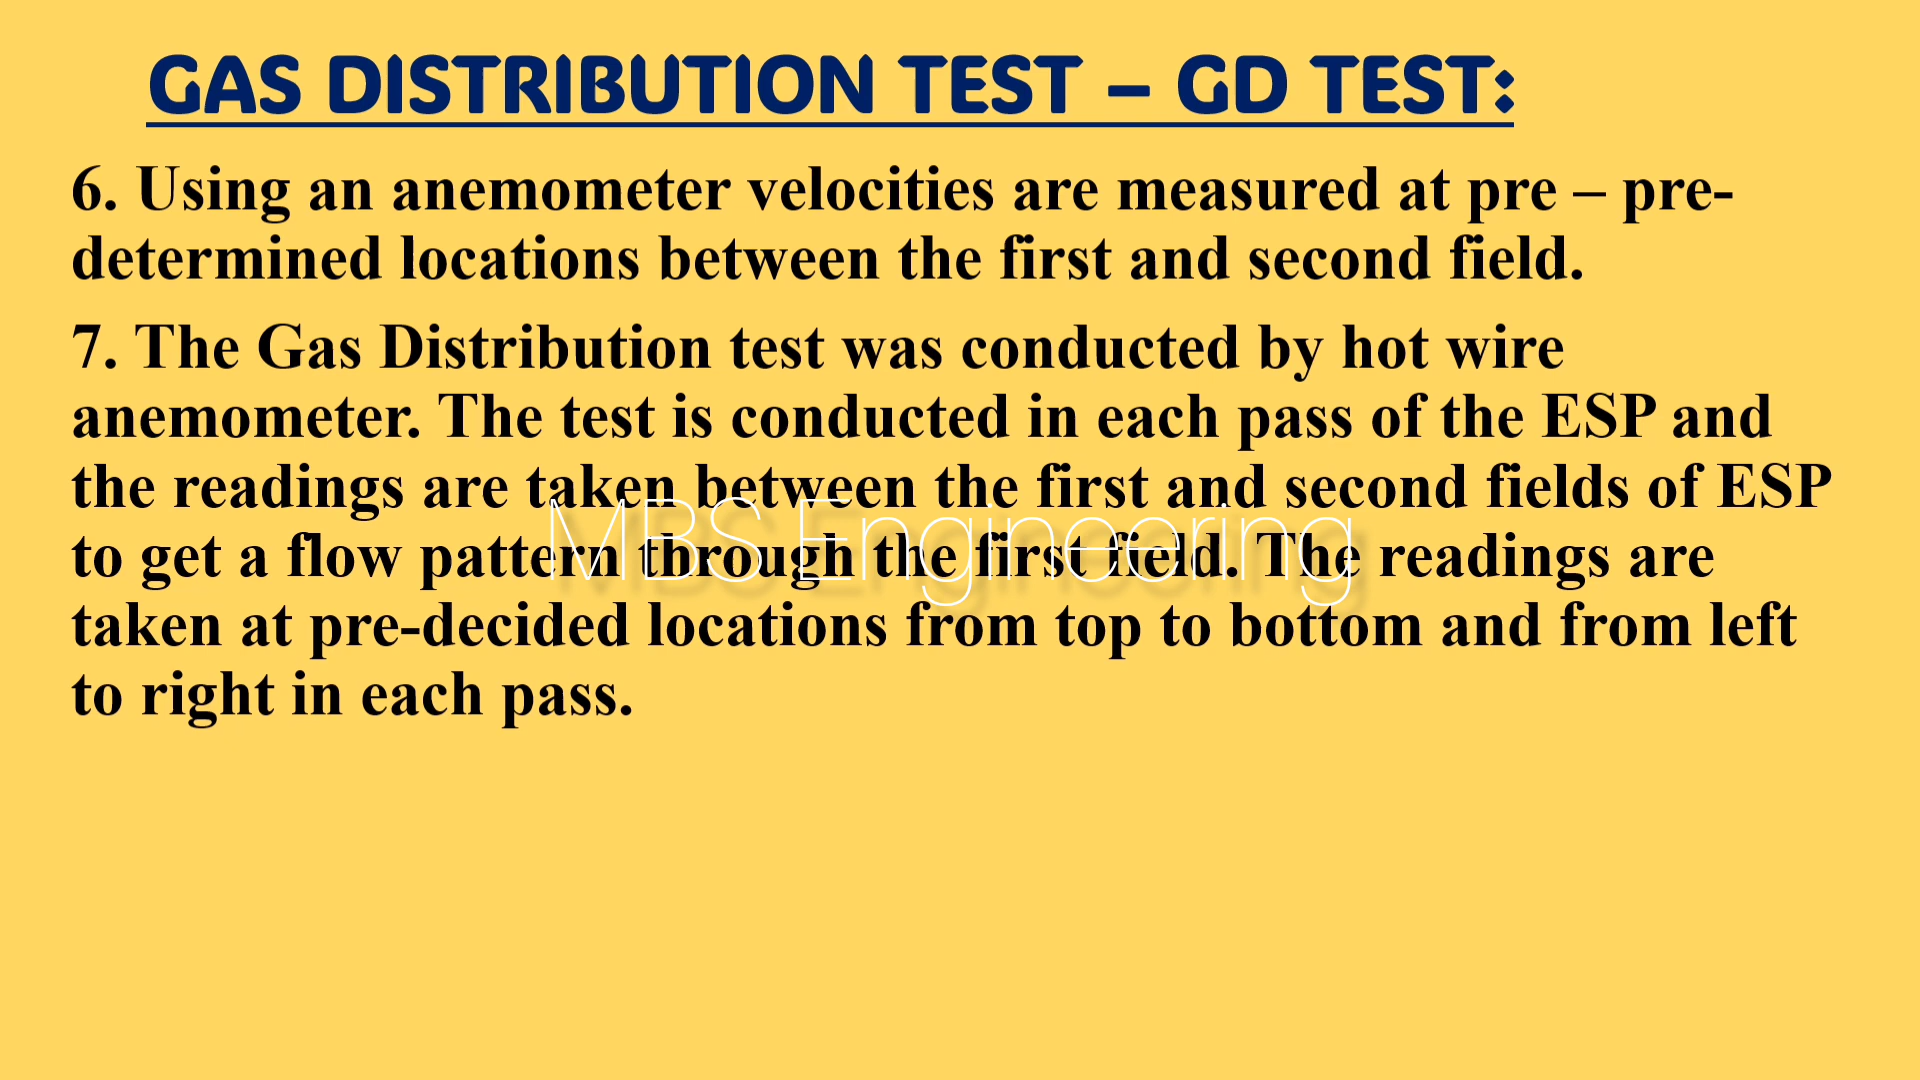 GAS DISTRIBUTION TEST – GD TEST:
6. Using an anemometer velocities are measured at pre – pre-
determined locations between the first and second field.
7. The Gas Distribution test was conducted by hot wire
anemometer. The test is conducted in each pass of the ESP and
the readings are taken between the first and second fields of ESP
MBS Engineering
to get a flow pattern through the first field. The readings are
taken at pre-decided locations from top to bottom and from left
to right in each pass.